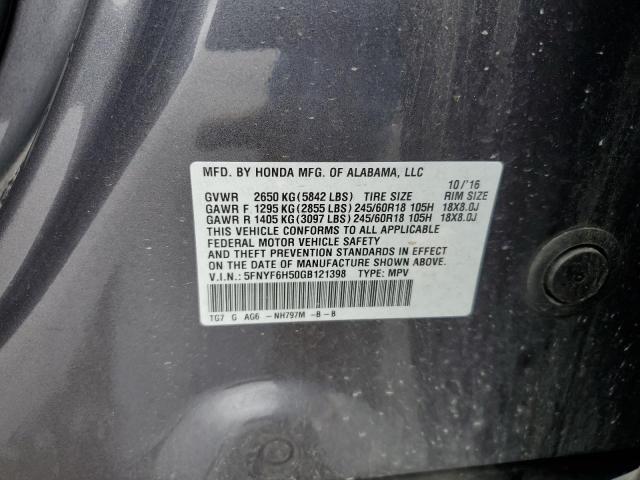 MFD. BY HONDA MFG. OF ALABAMA, LLC
10/'16
GVWR 2650 KG(5842 LBS) TIRE SIZE RIM SIZE
GAWR F 1295 KG(2855 LBS) 245/60R18 105H 18X8.0J
GAWR R 1405 KG(3097 LBS) 245/60R18 105H 18X8.0J
THIS VEHICLE CONFORMS TO ALL APPLICABLE
FEDERAL MOTOR VEHICLE SAFETY
AND THEFT PREVENTION STANDARDS IN EFFECT
ON THE DATE OF MANUFACTURE SHOWN ABOVE.
V.I.N.: 5FNYF6H50GB121398 TYPE: MPV
TG7 G AG6 -NH797M -B-B